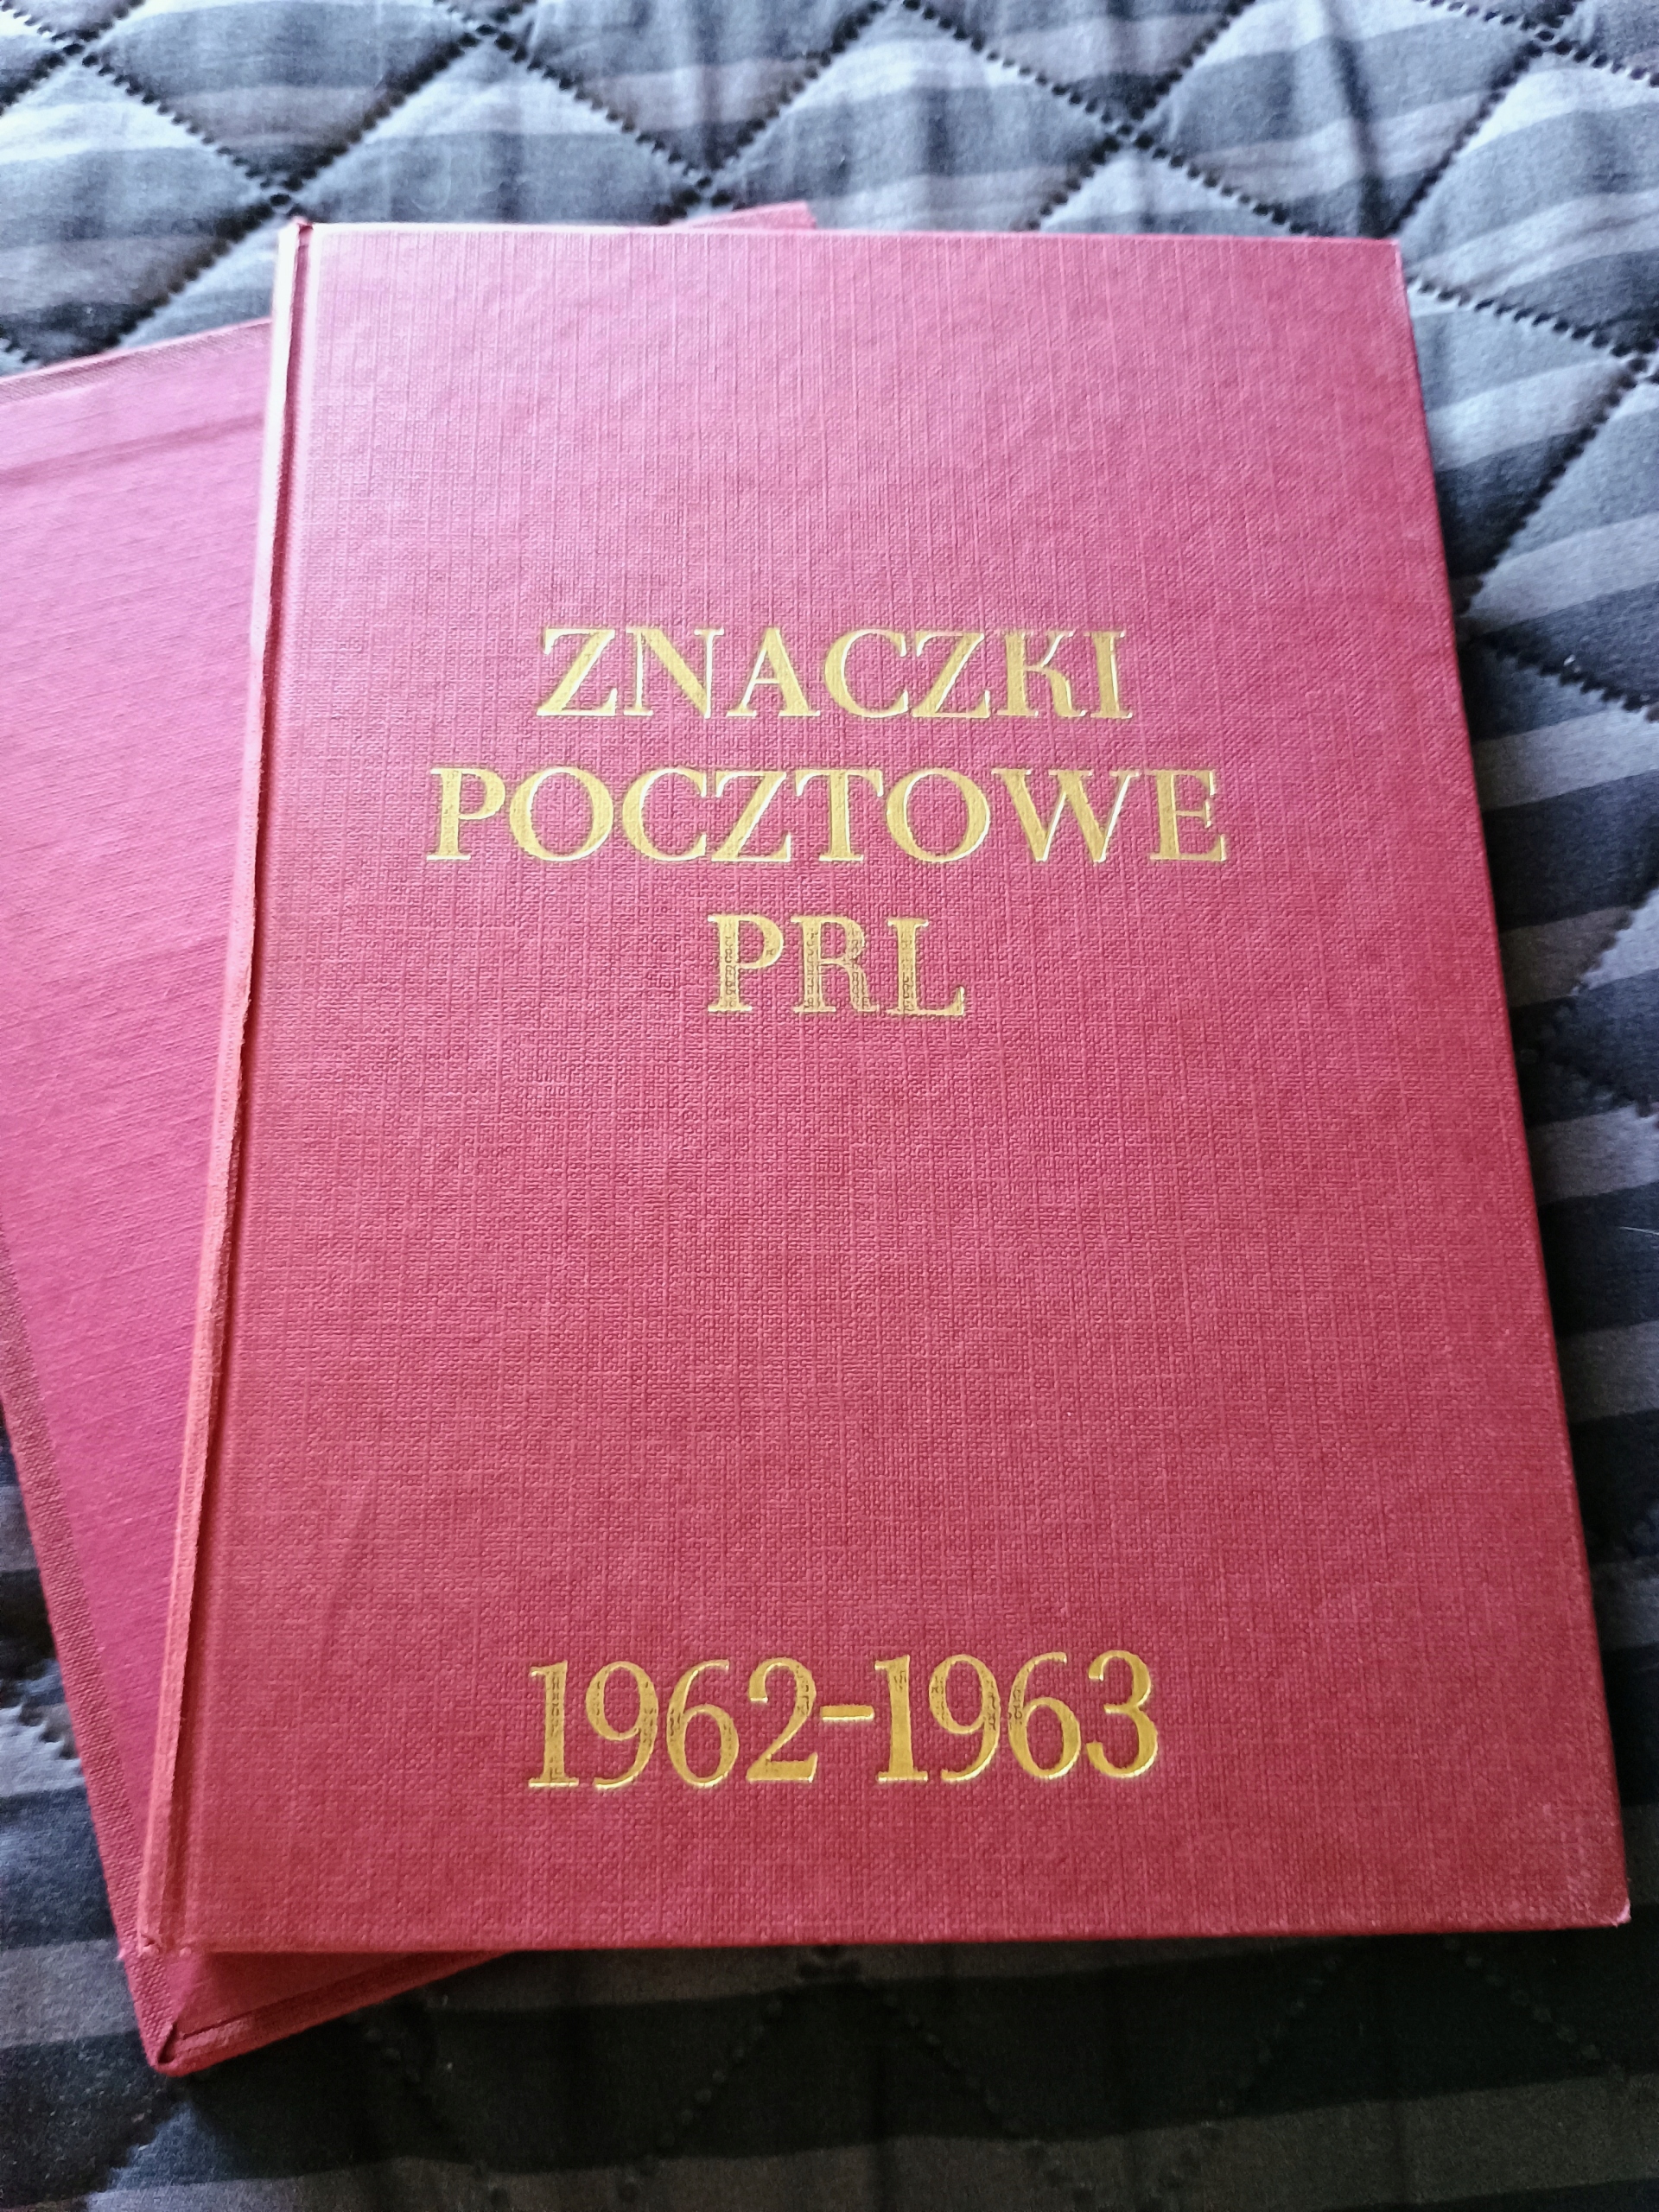 ZNACZKI
POCZTOWE
PRL
1962-1963